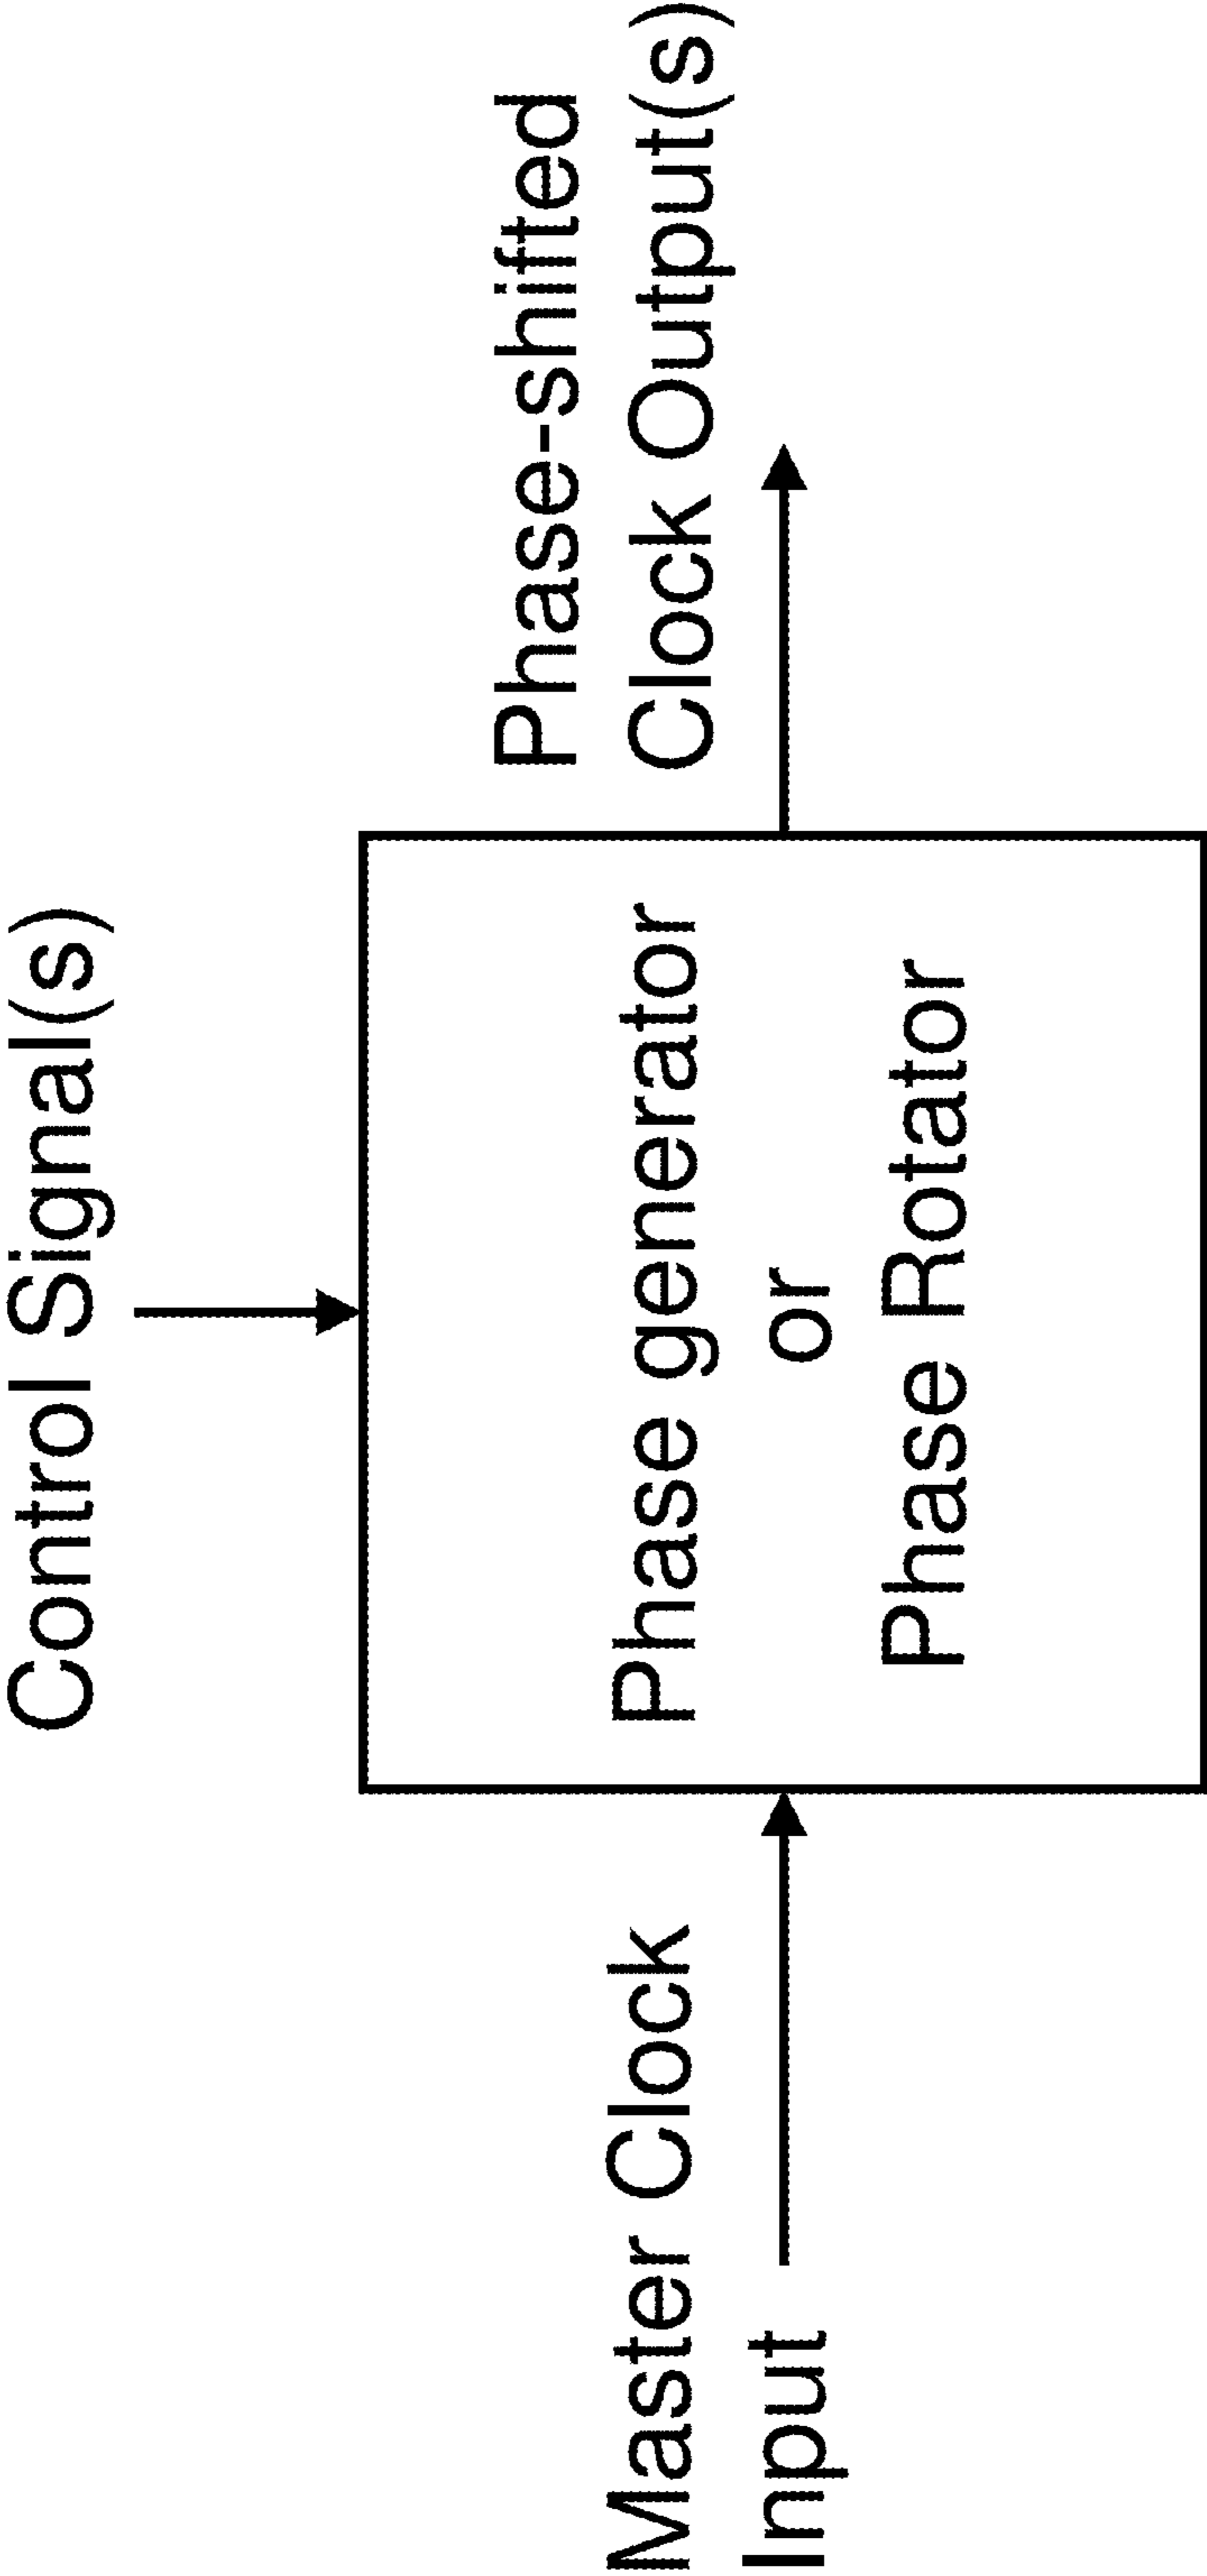 Control Signal(s)
Master Clock
Input
Phase generator
or
Phase Rotator
Phase-shifted
Clock Output(s)